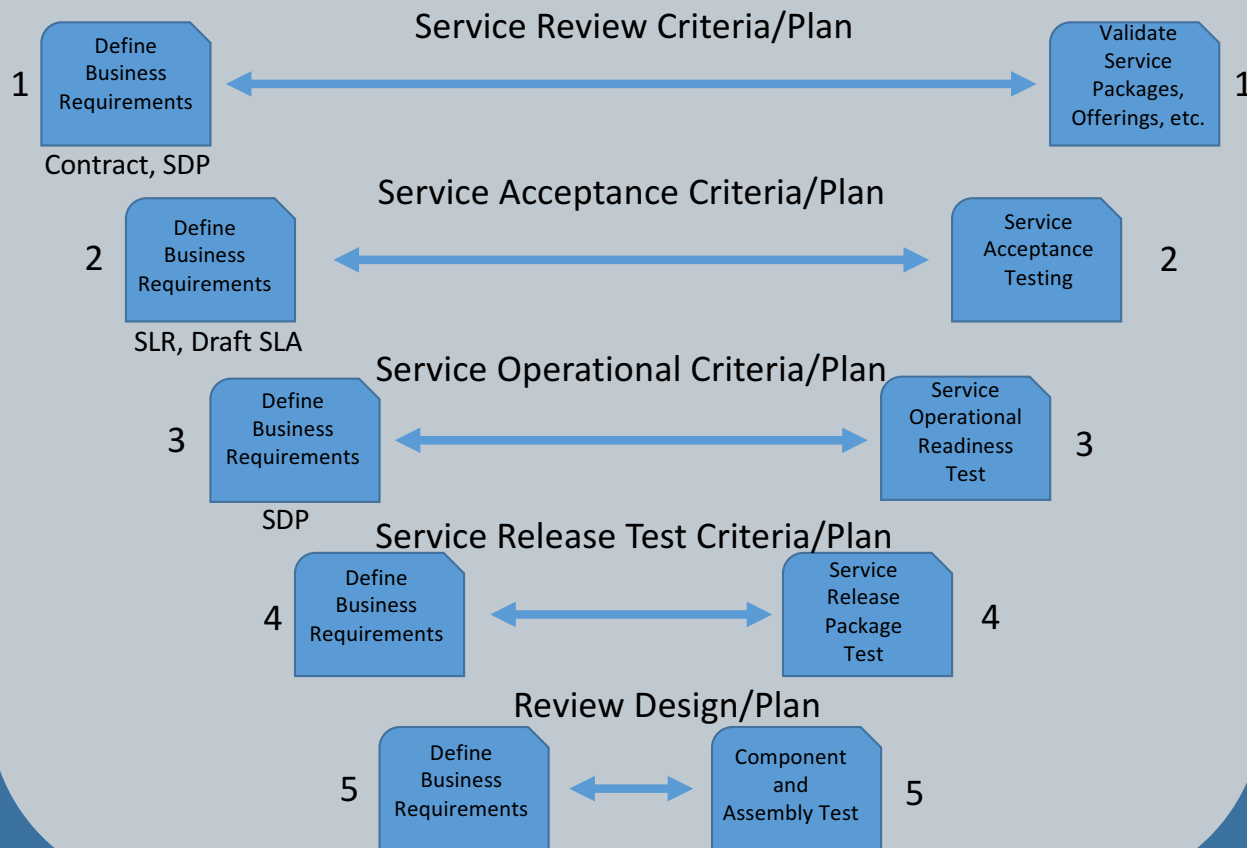 Service Review Criteria/Plan
1
Define
Business
Requirements
Validate
Service
Packages,
Offerings, etc.
1
Contract, SDP
Service Acceptance Criteria/Plan
2
Define
Business
Requirements
Service
Acceptance
Testing
2
SLR, Draft SLA
Service Operational Criteria/Plan
3
Define
Business
Requirements
Service
Operational
Readiness
Test
3
SDP
Service Release Test Criteria/Plan
4
Define
Business
Requirements
Service
Release
Package
Test
4
Review Design/Plan
5
Define
Business
Requirements
Component
and
Assembly Test
5